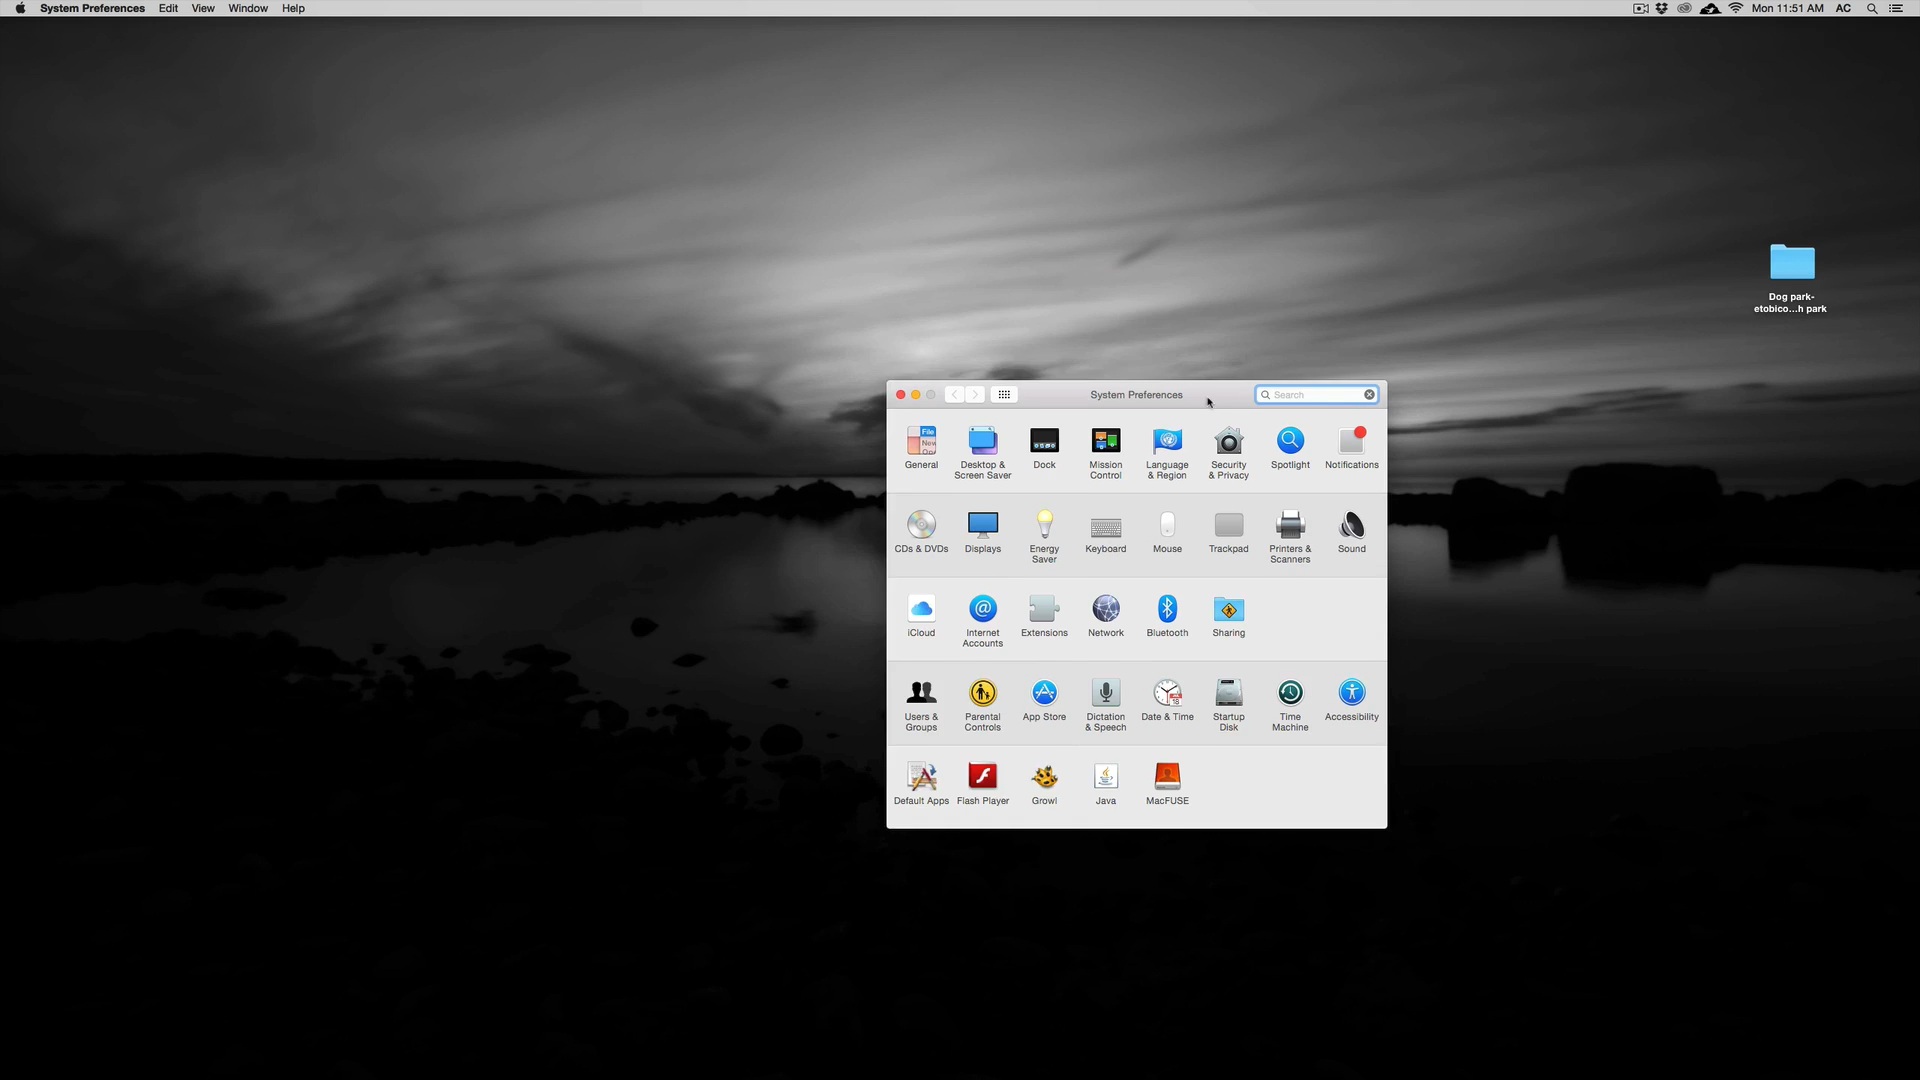 System Preferences Edit View Window Help
Mon 11:51 AM AC
Dog park-
etobico...h park
System Preferences
Search
General
Desktop &
Screen Saver
Dock
Mission
Control
Language
& Region
Security
& Privacy
Spotlight
Notifications
CDs & DVDs
Displays
Energy
Saver
Keyboard
Mouse
Trackpad
Printers &
Scanners
Sound
iCloud
Internet
Accounts
Extensions
Network
Bluetooth
Sharing
Users &
Groups
Parental
Controls
App Store
Dictation
& Speech
Date & Time
Startup
Disk
Time
Machine
Accessibility
Default Apps
Flash Player
Growl
Java
MacFUSE